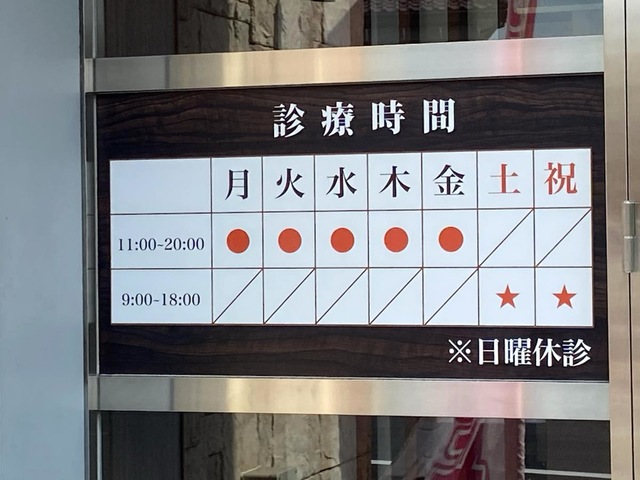 診療時間
月 火 水 木 金 土 祝
11:00~20:00 ● ● ● ● ● ／ ／
9:00~18:00 ／ ／ ／ ／ ／ ★ ★
※日曜休診